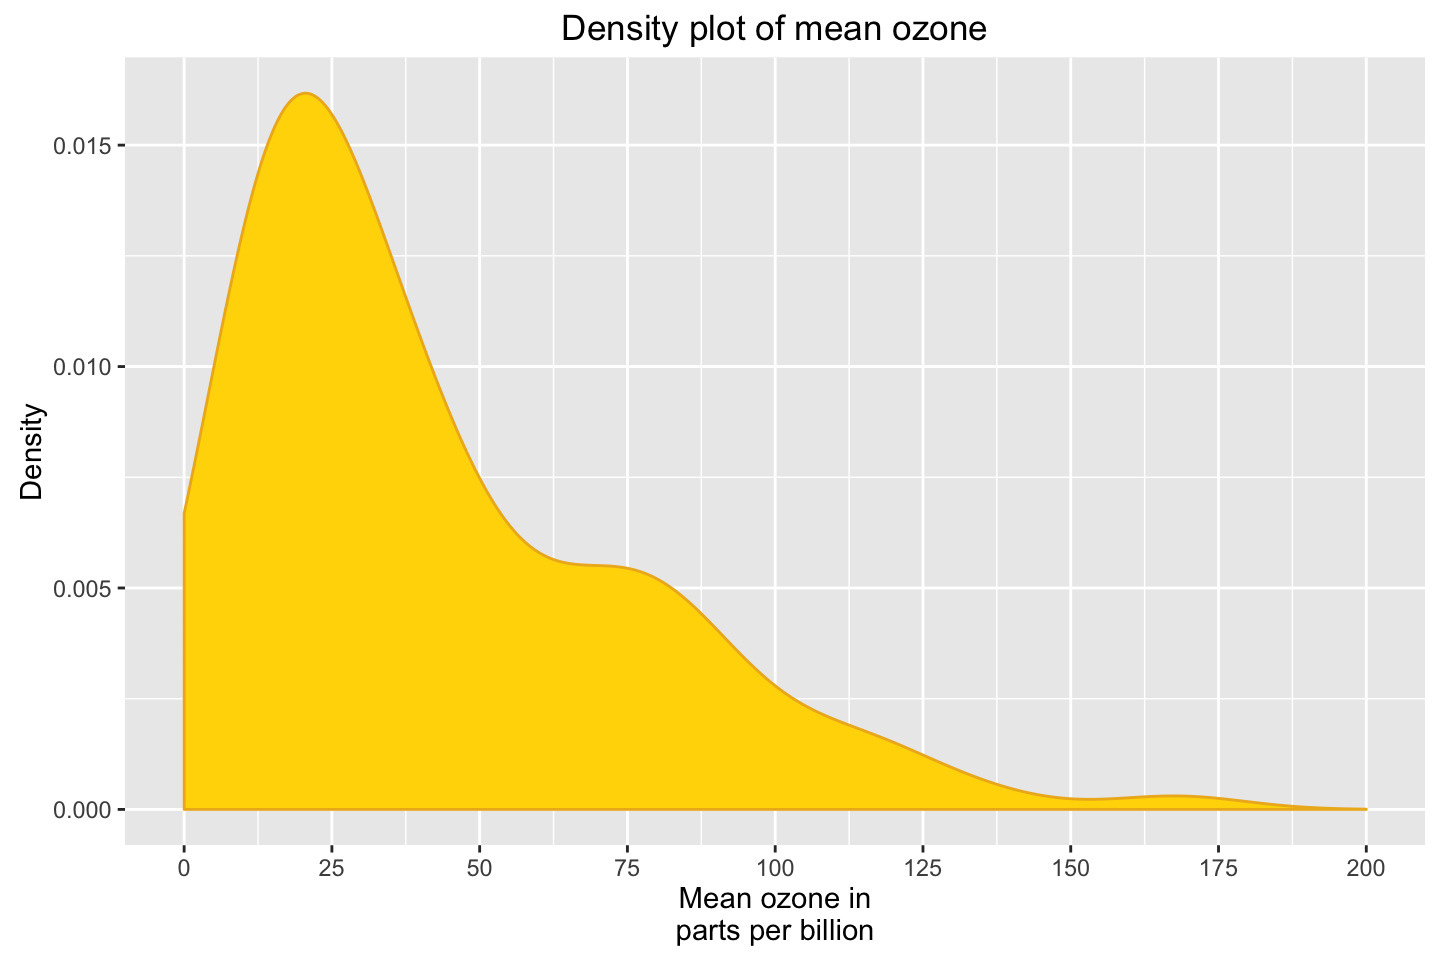 Density plot of mean ozone
Density
0.015
0.010
0.005
0.000
0 25 50 75 100 125 150 175 200
Mean ozone in
parts per billion